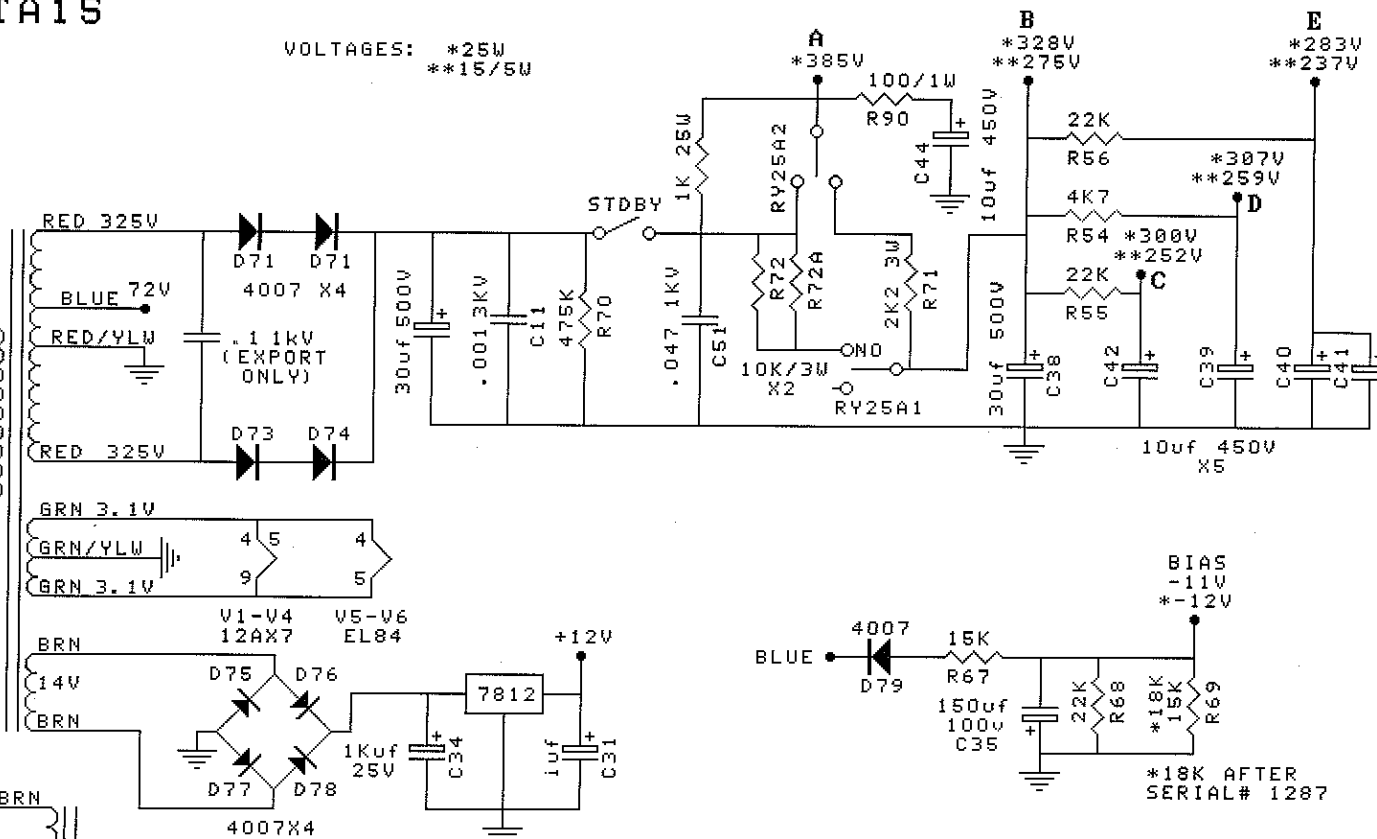 TA15
VOLTAGES: *25W
**15/5W
A
*385V
B
*328V
**275V
E
*283V
**237V
100/1W
R90
1K 25W
RY25A2
C44
10uf 450V
22K
R56
*307V
**259V
D
4K7
R54
*300V
**252V
C
22K
R55
STDBY
RED 325V
D71
D71
4007 X4
BLUE 72V
RED/YLW
.1 1kV
(EXPORT
ONLY)
30uf 500V
.001 3KV
C11
475K
R70
.047 1KV
C51
R72
R72A
10K/3W
X2
2K2 3W
R71
NO
RY25A1
30uf 500V
C38
C42
C39
C40
C41
10uf 450V
X5
RED 325V
D73
D74
GRN 3.1V
GRN/YLW
GRN 3.1V
4 5
9
4
5
V1-V4
12AX7
V5-V6
EL84
BRN
14V
BRN
D75
D76
D77
D78
4007X4
1Kuf
25V
C34
7812
+12V
1uf
C31
BLUE
4007
D79
15K
R67
BIAS
-11V
*-12V
150uf
100v
C35
22K
R68
*18K
15K
R69
*18K AFTER
SERIAL# 1287
BRN